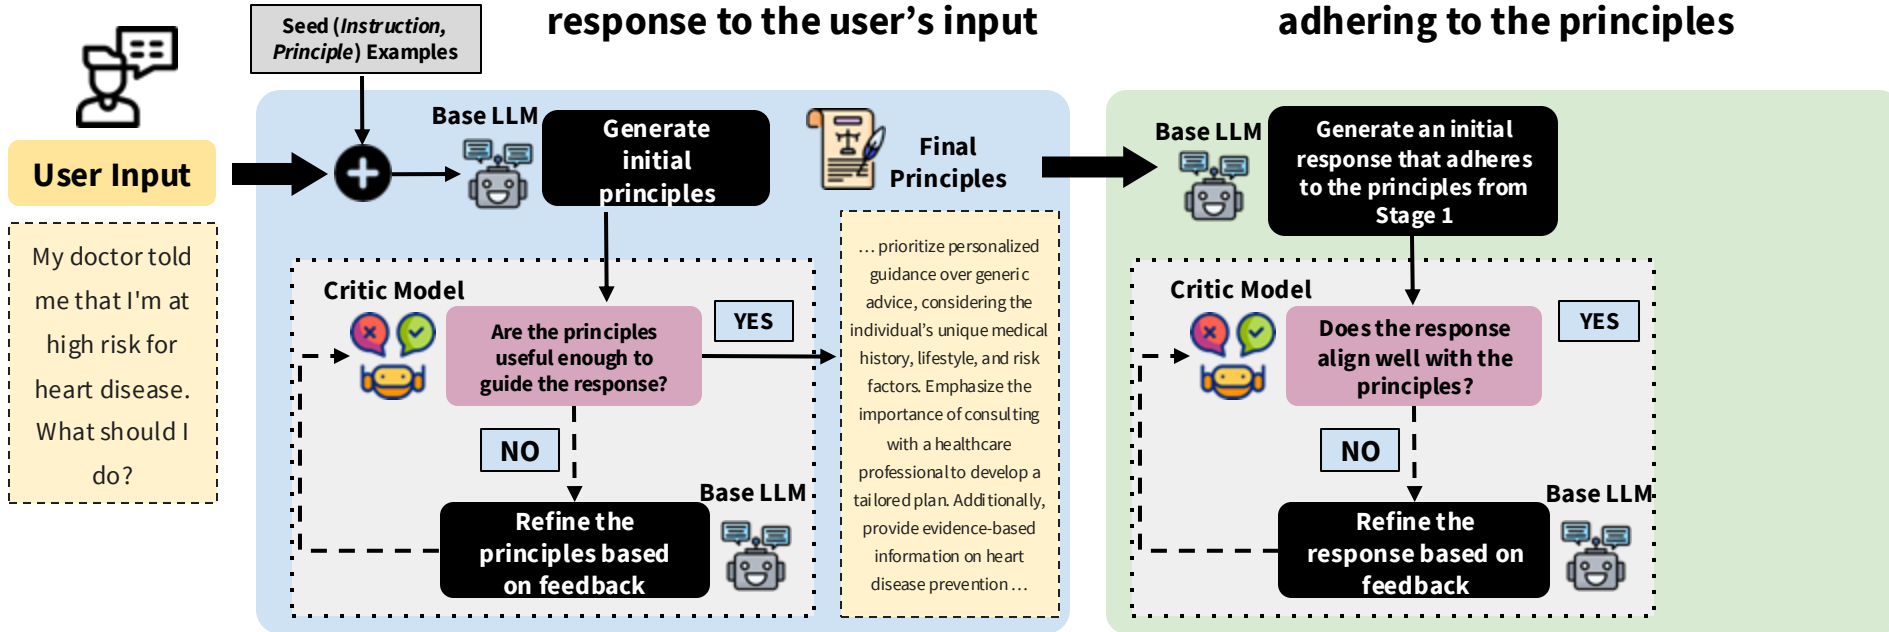 response to the user’s input
adhering to the principles
Seed (Instruction,
Principle) Examples
User Input
My doctor told
me that I'm at
high risk for
heart disease.
What should I
do?
Base LLM
Generate
initial
principles
Final
Principles
Critic Model
Are the principles
useful enough to
guide the response?
YES
NO
Base LLM
Refine the
principles based
on feedback
… prioritize personalized
guidance over generic
advice, considering the
individual’s unique medical
history, lifestyle, and risk
factors. Emphasize the
importance of consulting
with a healthcare
professional to develop a
tailored plan. Additionally,
provide evidence-based
information on heart
disease prevention …
Base LLM
Generate an initial
response that adheres
to the principles from
Stage 1
Critic Model
Does the response
align well with the
principles?
YES
NO
Base LLM
Refine the
response based on
feedback